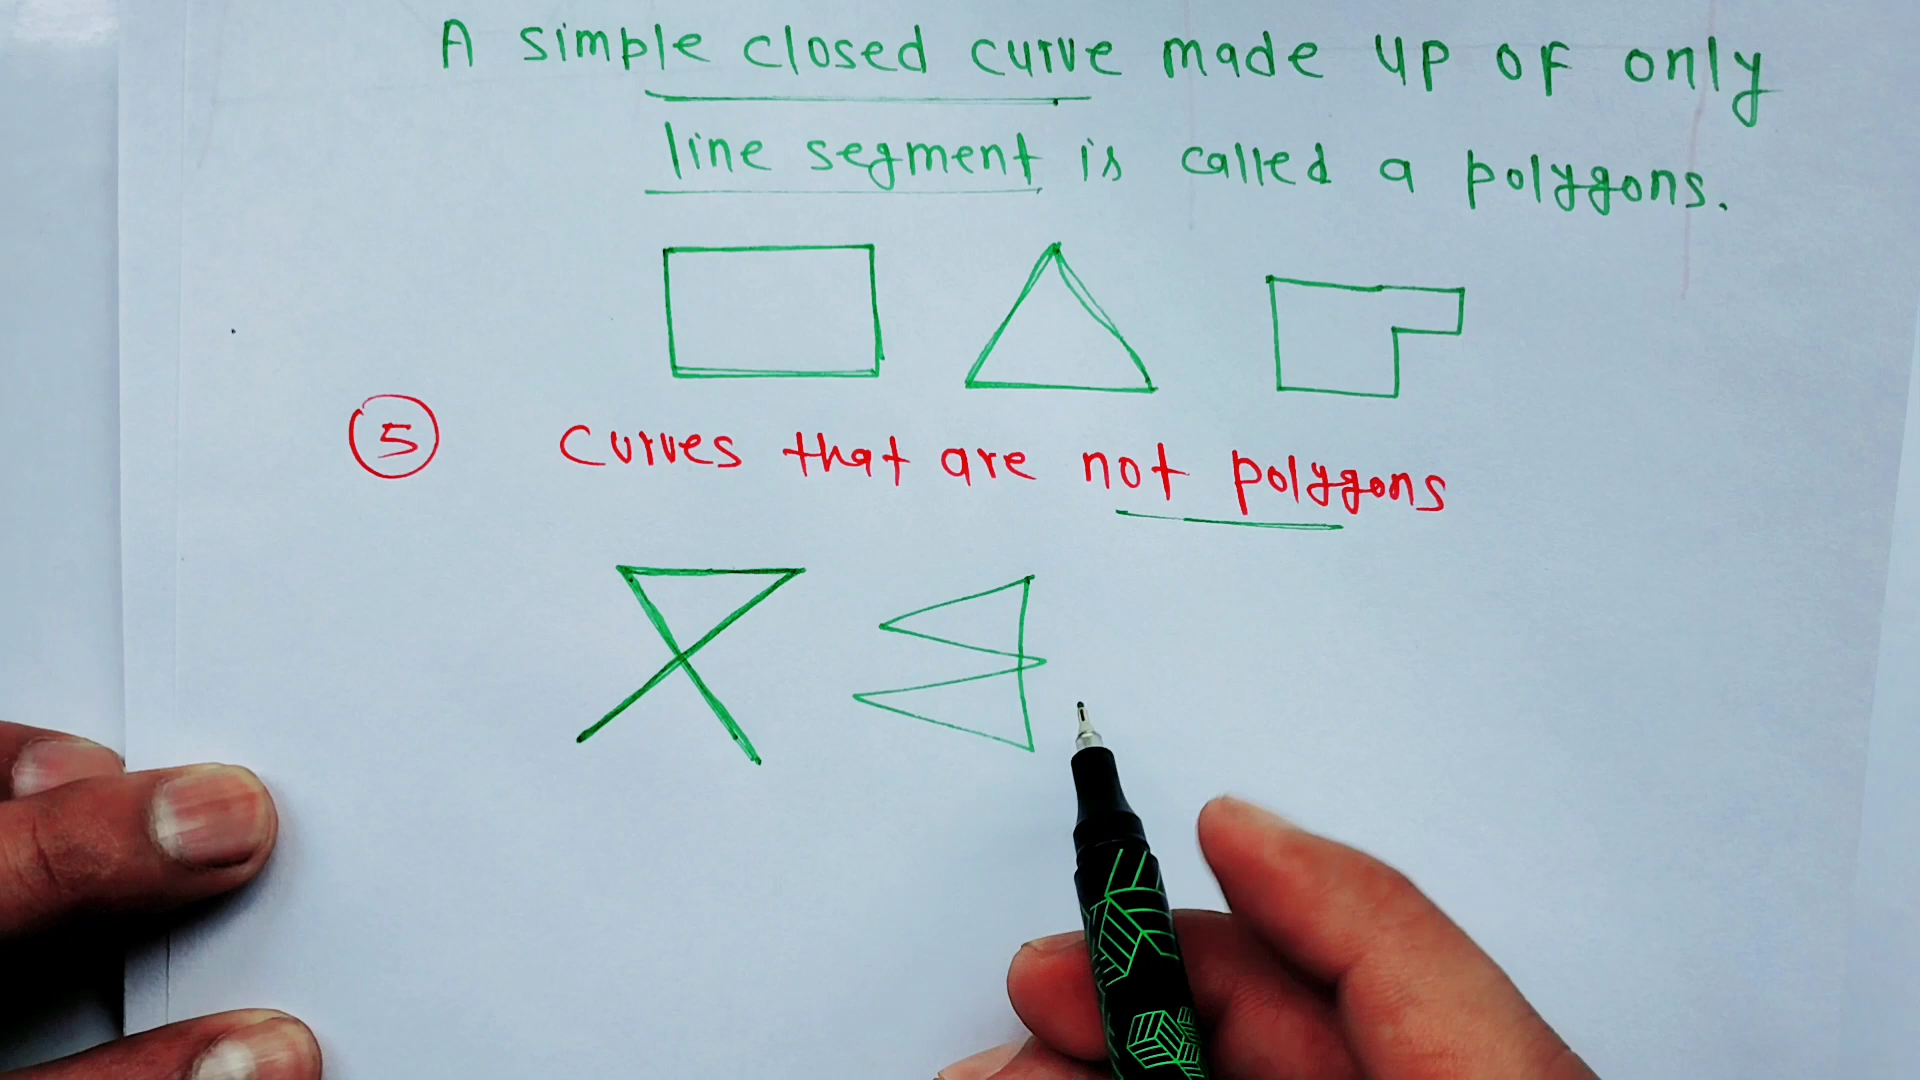 A simple closed curve made up of only
line segment is called a polygons.
5 curves that are not polygons